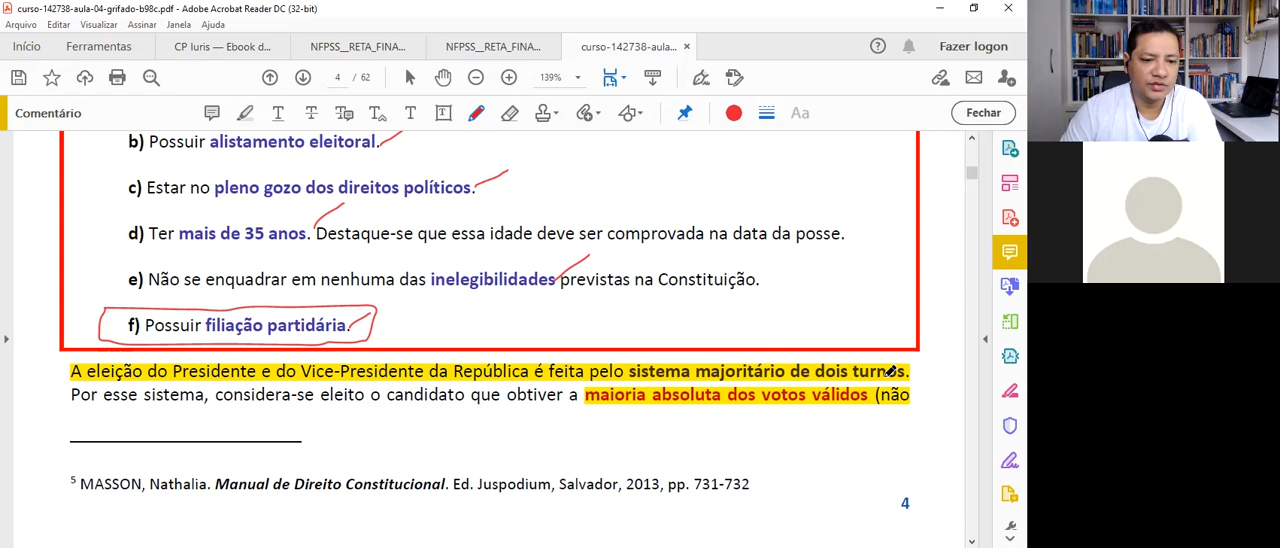 curso-142738-aula-04-grifado-b98c.pdf - Adobe Acrobat Reader DC (32-bit)
Arquivo Editar Visualizar Assinar Janela Ajuda
Início Ferramentas CP Iuris – Ebook d... NFPSS_RETA_FINA... NFPSS_RETA_FINA... curso-142738-aula... × Fazer logon
4 / 62 139%
Comentário Aa Fechar
b) Possuir alistamento eleitoral.
c) Estar no pleno gozo dos direitos políticos.
d) Ter mais de 35 anos. Destaque-se que essa idade deve ser comprovada na data da posse.
e) Não se enquadrar em nenhuma das inelegibilidades previstas na Constituição.
f) Possuir filiação partidária.
A eleição do Presidente e do Vice-Presidente da República é feita pelo sistema majoritário de dois turnos.
Por esse sistema, considera-se eleito o candidato que obtiver a maioria absoluta dos votos válidos (não
5 MASSON, Nathalia. Manual de Direito Constitucional. Ed. Juspodium, Salvador, 2013, pp. 731-732
4